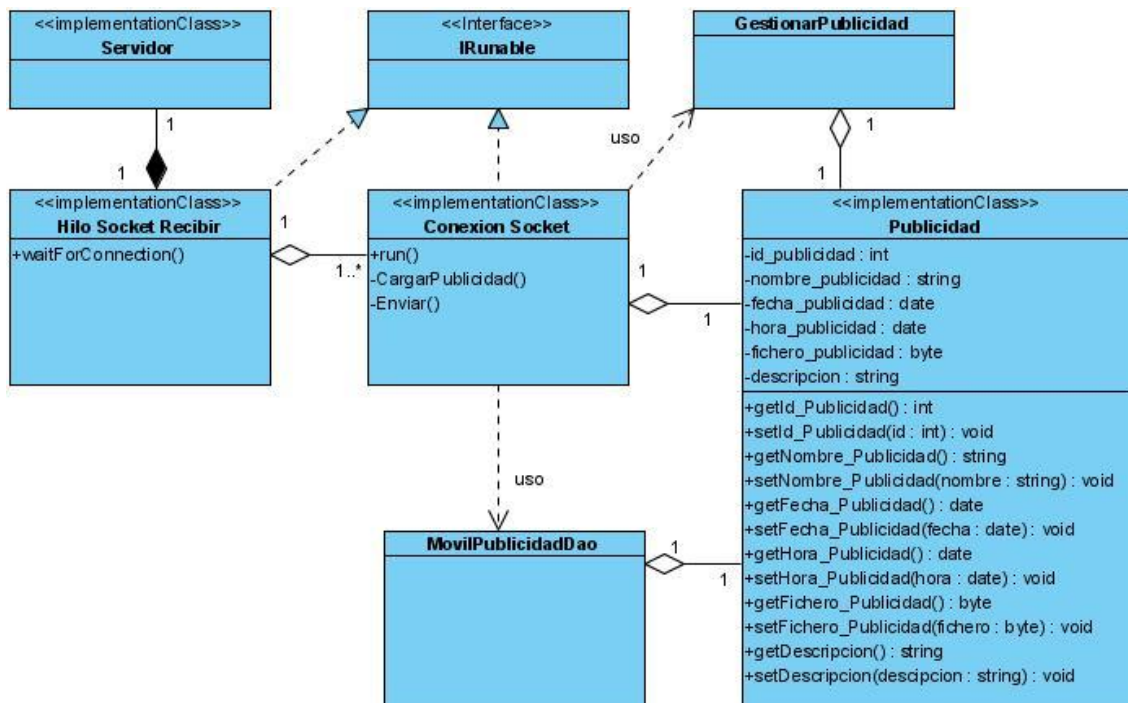 <<implementationClass>>
Servidor
<<Interface>>
IRunable
GestionarPublicidad
1
uso
1
1
1
<<implementationClass>>
Hilo Socket Recibir
+waitForConnection()
1
1..*
<<implementationClass>>
Conexion Socket
+run()
-CargarPublicidad()
-Enviar()
1
1
<<implementationClass>>
Publicidad
-id_publicidad : int
-nombre_publicidad : string
-fecha_publicidad : date
-hora_publicidad : date
-fichero_publicidad : byte
-descripcion : string
+getId_Publicidad() : int
+setId_Publicidad(id : int) : void
+getNombre_Publicidad() : string
+setNombre_Publicidad(nombre : string) : void
+getFecha_Publicidad() : date
+setFecha_Publicidad(fecha : date) : void
+getHora_Publicidad() : date
+setHora_Publicidad(hora : date) : void
+getFichero_Publicidad() : byte
+setFichero_Publicidad(fichero : byte) : void
+getDescripcion() : string
+setDescripcion(descipcion : string) : void
uso
MovilPublicidadDao
1
1